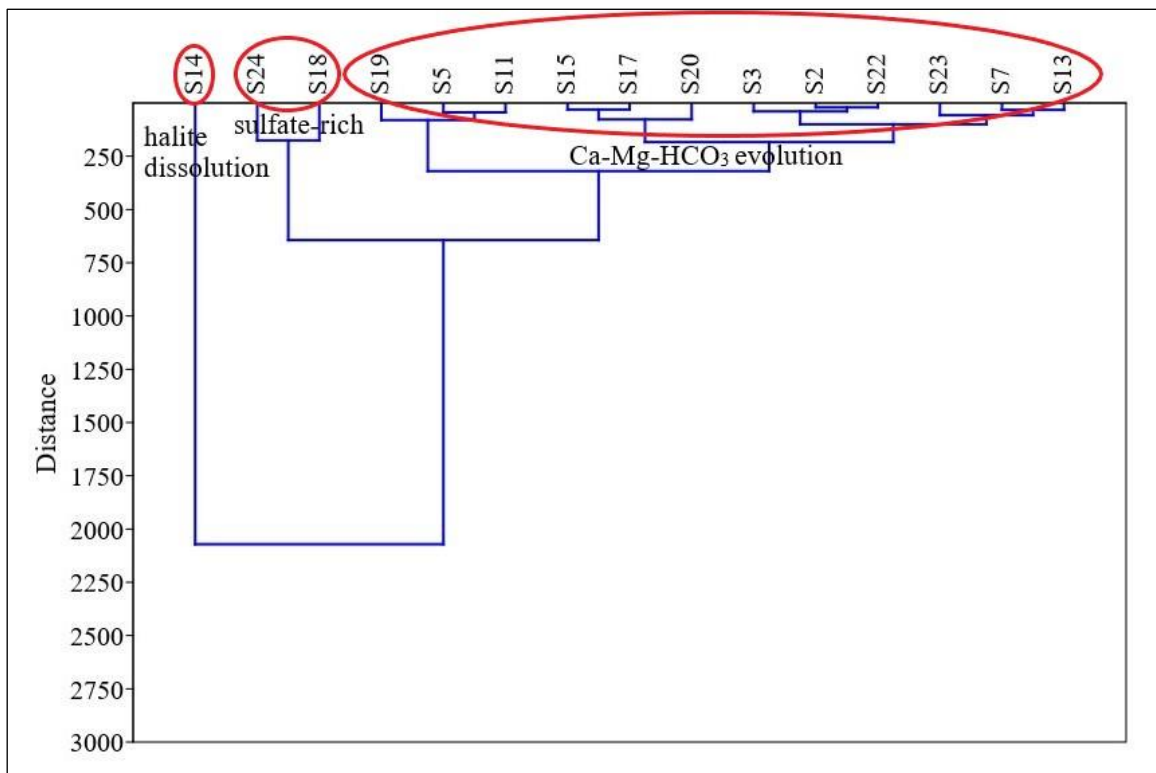 S14 S24 S18 S19 S5 S11 S15 S17 S20 S3 S2 S22 S23 S7 S13
halite
dissolution
sulfate-rich
Ca-Mg-HCO₃ evolution
Distance
250
500
750
1000
1250
1500
1750
2000
2250
2500
2750
3000